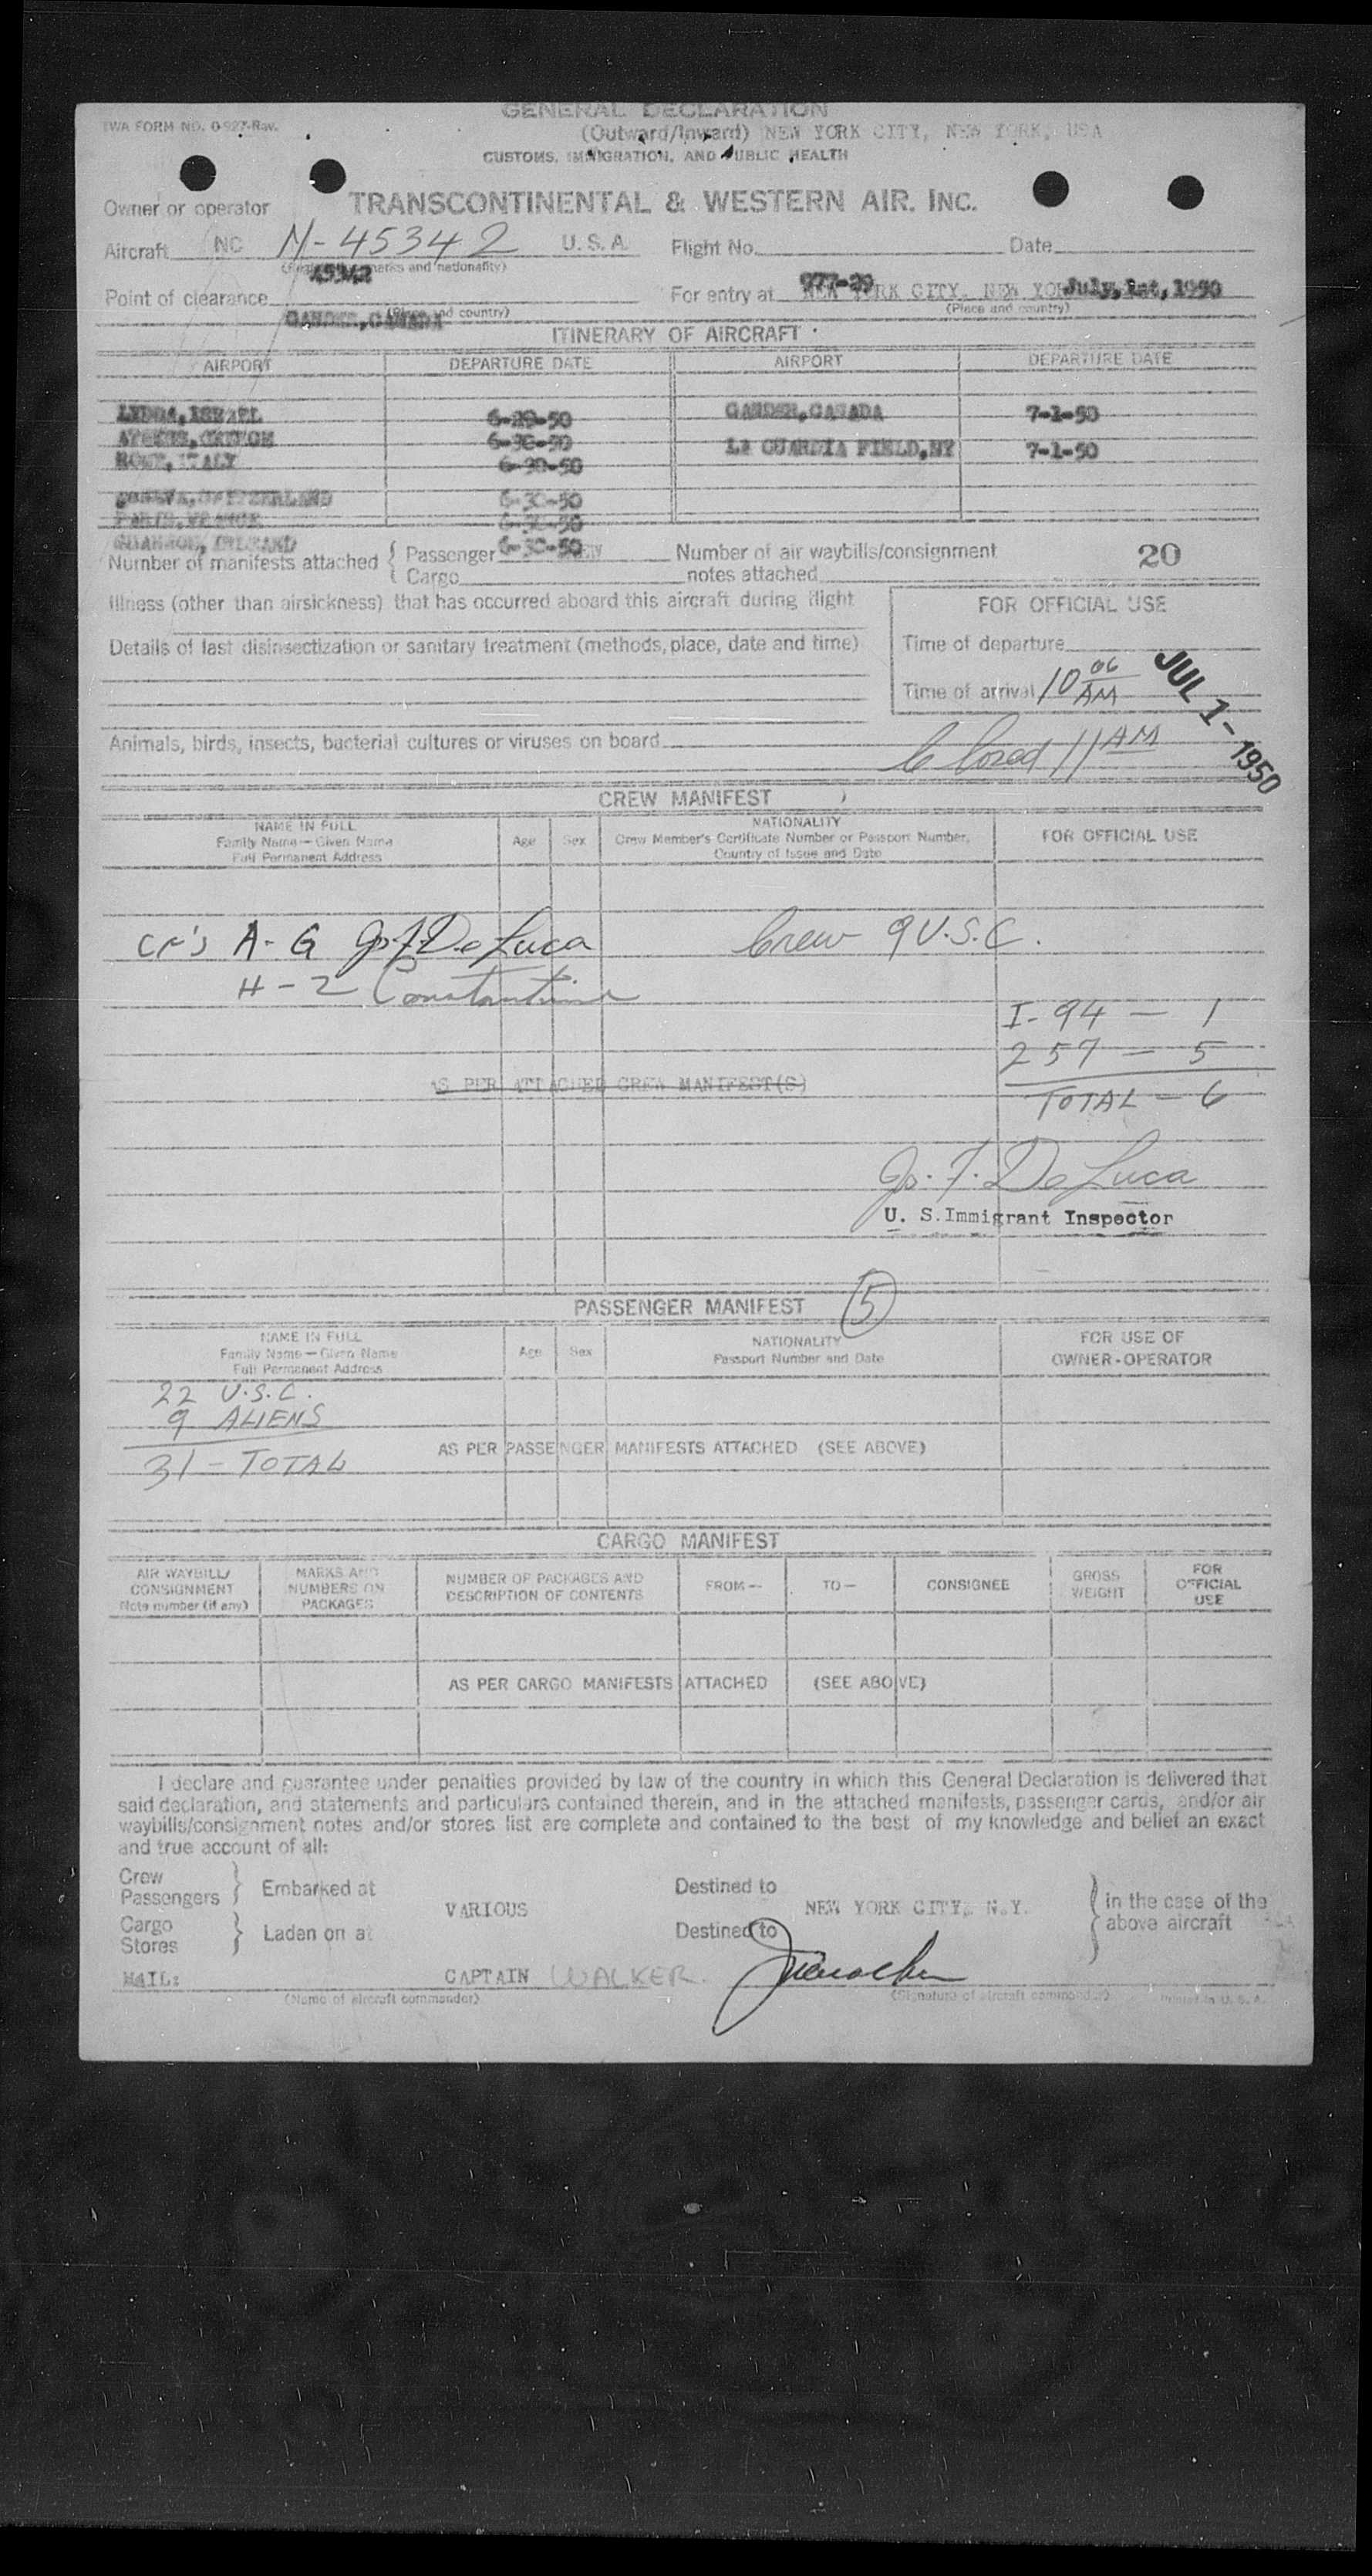 GENERAL DECLARATION
TWA FORM NO. 0-927-Rev.
(Outward/Inward) NEW YORK CITY, NEW YORK, USA
CUSTOMS, IMMIGRATION, AND PUBLIC HEALTH
Owner or operator TRANSCONTINENTAL & WESTERN AIR, INC.
Aircraft NC N-45342 U. S. A. Flight No. Date
45342 marks and nationality)
977-29
Point of clearance For entry at NEW YORK CITY, NEW YORK July, 1st, 1950
GANDER, CANADA (Place and country) (Place and country)
ITINERARY OF AIRCRAFT
AIRPORT DEPARTURE DATE AIRPORT DEPARTURE DATE
LYDDA, ISRAEL 6-29-50 GANDER, CANADA 7-1-50
ATHENS, GREECE 6-30-50
ROME, ITALY 6-30-50 La GUARDIA FIELD, NY 7-1-50
GENEVA, SWITZERLAND 6-30-50
PARIS, FRANCE 6-30-50
SHANNON, IRELAND 6-30-50
Number of manifests attached { Passenger Number of air waybills/consignment 20
Cargo notes attached
Illness (other than airsickness) that has occurred aboard this aircraft during flight
FOR OFFICIAL USE
Details of last disinsectization or sanitary treatment (methods, place, date and time)
Time of departure
Time of arrival 10 06 AM
JUL 1 - 1950
Animals, birds, insects, bacterial cultures or viruses on board
Closed 11 AM
CREW MANIFEST
NAME IN FULL
Family Name — Given Name
Full Permanent Address
Age Sex
NATIONALITY
Crew Member's Certificate Number or Passport Number,
Country of Issue and Date
FOR OFFICIAL USE
CF's A-G Jos. F. DeLuca Crew 9 U.S.C.
H-Z Constantine
I-94 — 1
257 — 5
AS PER ATTACHED CREW MANIFEST(S)
TOTAL — 6
Jos. F. DeLuca
U. S. Immigrant Inspector
PASSENGER MANIFEST 5
NAME IN FULL
Family Name — Given Name
Full Permanent Address
Age Sex
NATIONALITY
Passport Number and Date
FOR USE OF
OWNER-OPERATOR
22 U.S.C.
9 ALIENS
AS PER PASSENGER MANIFESTS ATTACHED (SEE ABOVE)
31 - TOTAL
CARGO MANIFEST
AIR WAYBILL/
CONSIGNMENT
Note number (if any)
MARKS AND
NUMBERS ON
PACKAGES
NUMBER OF PACKAGES AND
DESCRIPTION OF CONTENTS
FROM—
TO—
CONSIGNEE
GROSS
WEIGHT
FOR
OFFICIAL
USE
AS PER CARGO MANIFESTS ATTACHED (SEE ABOVE)
I declare and guarantee under penalties provided by law of the country in which this General Declaration is delivered that
said declaration, and statements and particulars contained therein, and in the attached manifests, passenger cards, and/or air
waybills/consignment notes and/or stores list are complete and contained to the best of my knowledge and belief an exact
and true account of all:
Crew
Passengers } Embarked at Destined to
VARIOUS NEW YORK CITY, N.Y.
{ in the case of the
above aircraft
Cargo
Stores } Laden on at Destined to
MAIL: CAPTAIN WALKER.
(Name of aircraft commander) (Signature of aircraft commander) Printed in U. S. A.